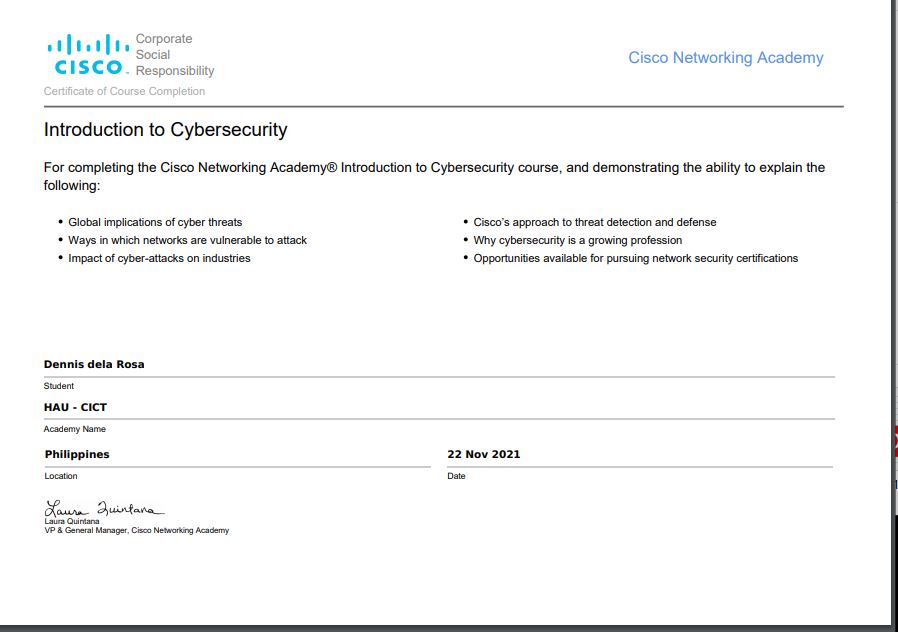 Corporate
Social
CISCO Responsibility
Cisco Networking Academy
Certificate of Course Completion
Introduction to Cybersecurity
For completing the Cisco Networking Academy® Introduction to Cybersecurity course, and demonstrating the ability to explain the
following:
• Global implications of cyber threats
• Ways in which networks are vulnerable to attack
• Impact of cyber-attacks on industries
• Cisco's approach to threat detection and defense
• Why cybersecurity is a growing profession
• Opportunities available for pursuing network security certifications
Dennis dela Rosa
Student
HAU - CICT
Academy Name
Philippines
Location
22 Nov 2021
Date
Laura Quintana
Laura Quintana
VP & General Manager, Cisco Networking Academy